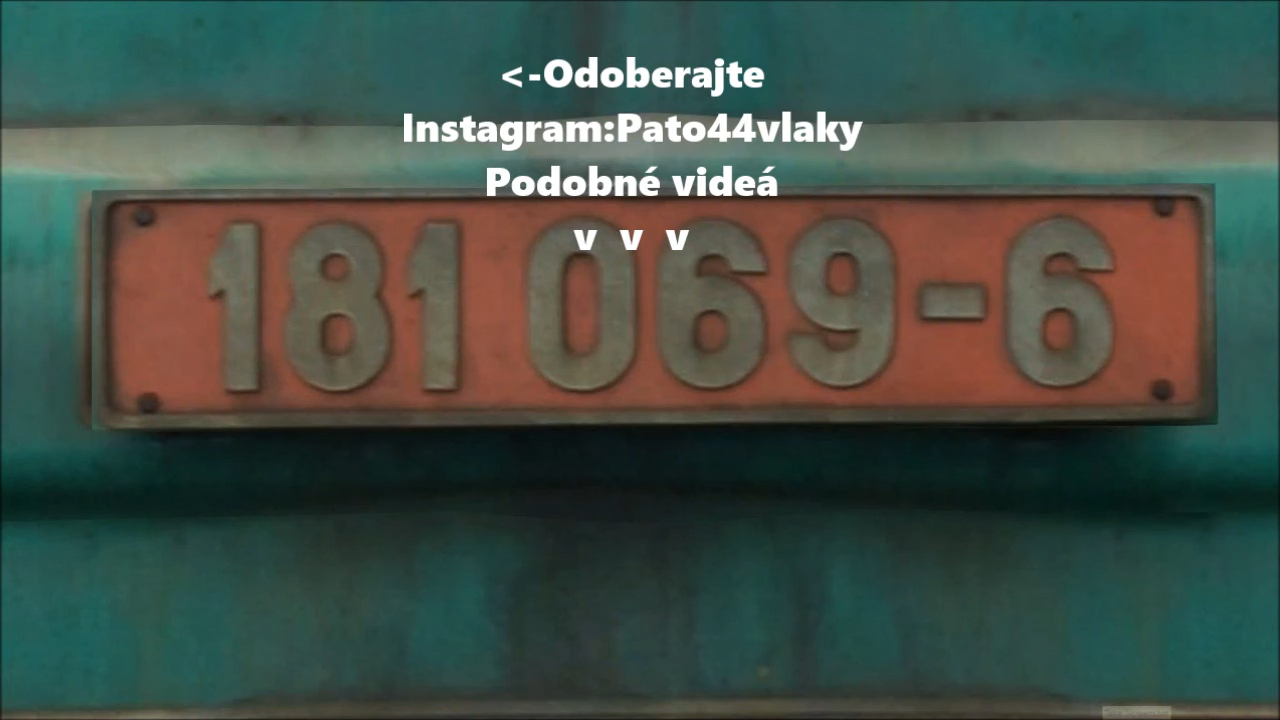 <-Odoberajte
Instagram:Pato44vlaky
Podobné videá
v v v
181 069-6